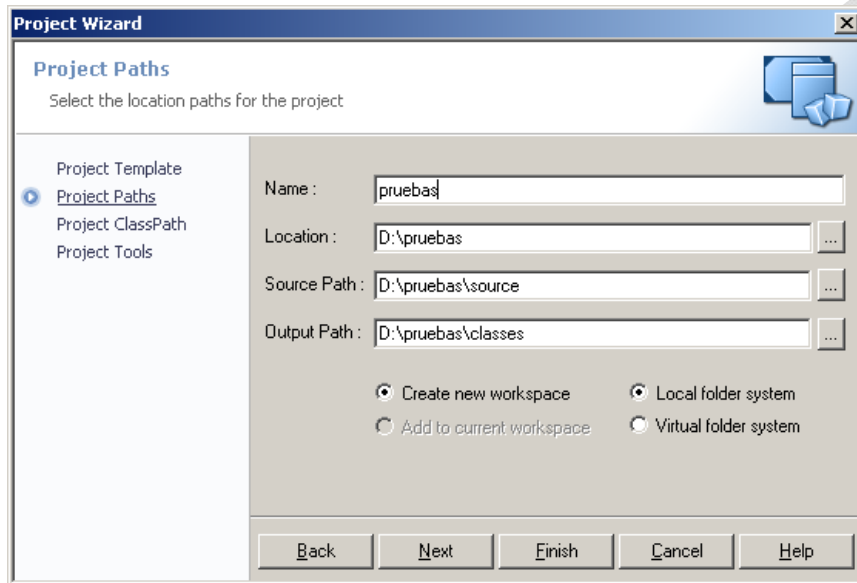 Project Wizard
Project Paths
Select the location paths for the project
Project Template
Project Paths
Project ClassPath
Project Tools
Name : pruebas
Location : D:\pruebas ...
Source Path : D:\pruebas\source ...
Output Path : D:\pruebas\classes ...
Create new workspace Local folder system
Add to current workspace Virtual folder system
Back Next Finish Cancel Help